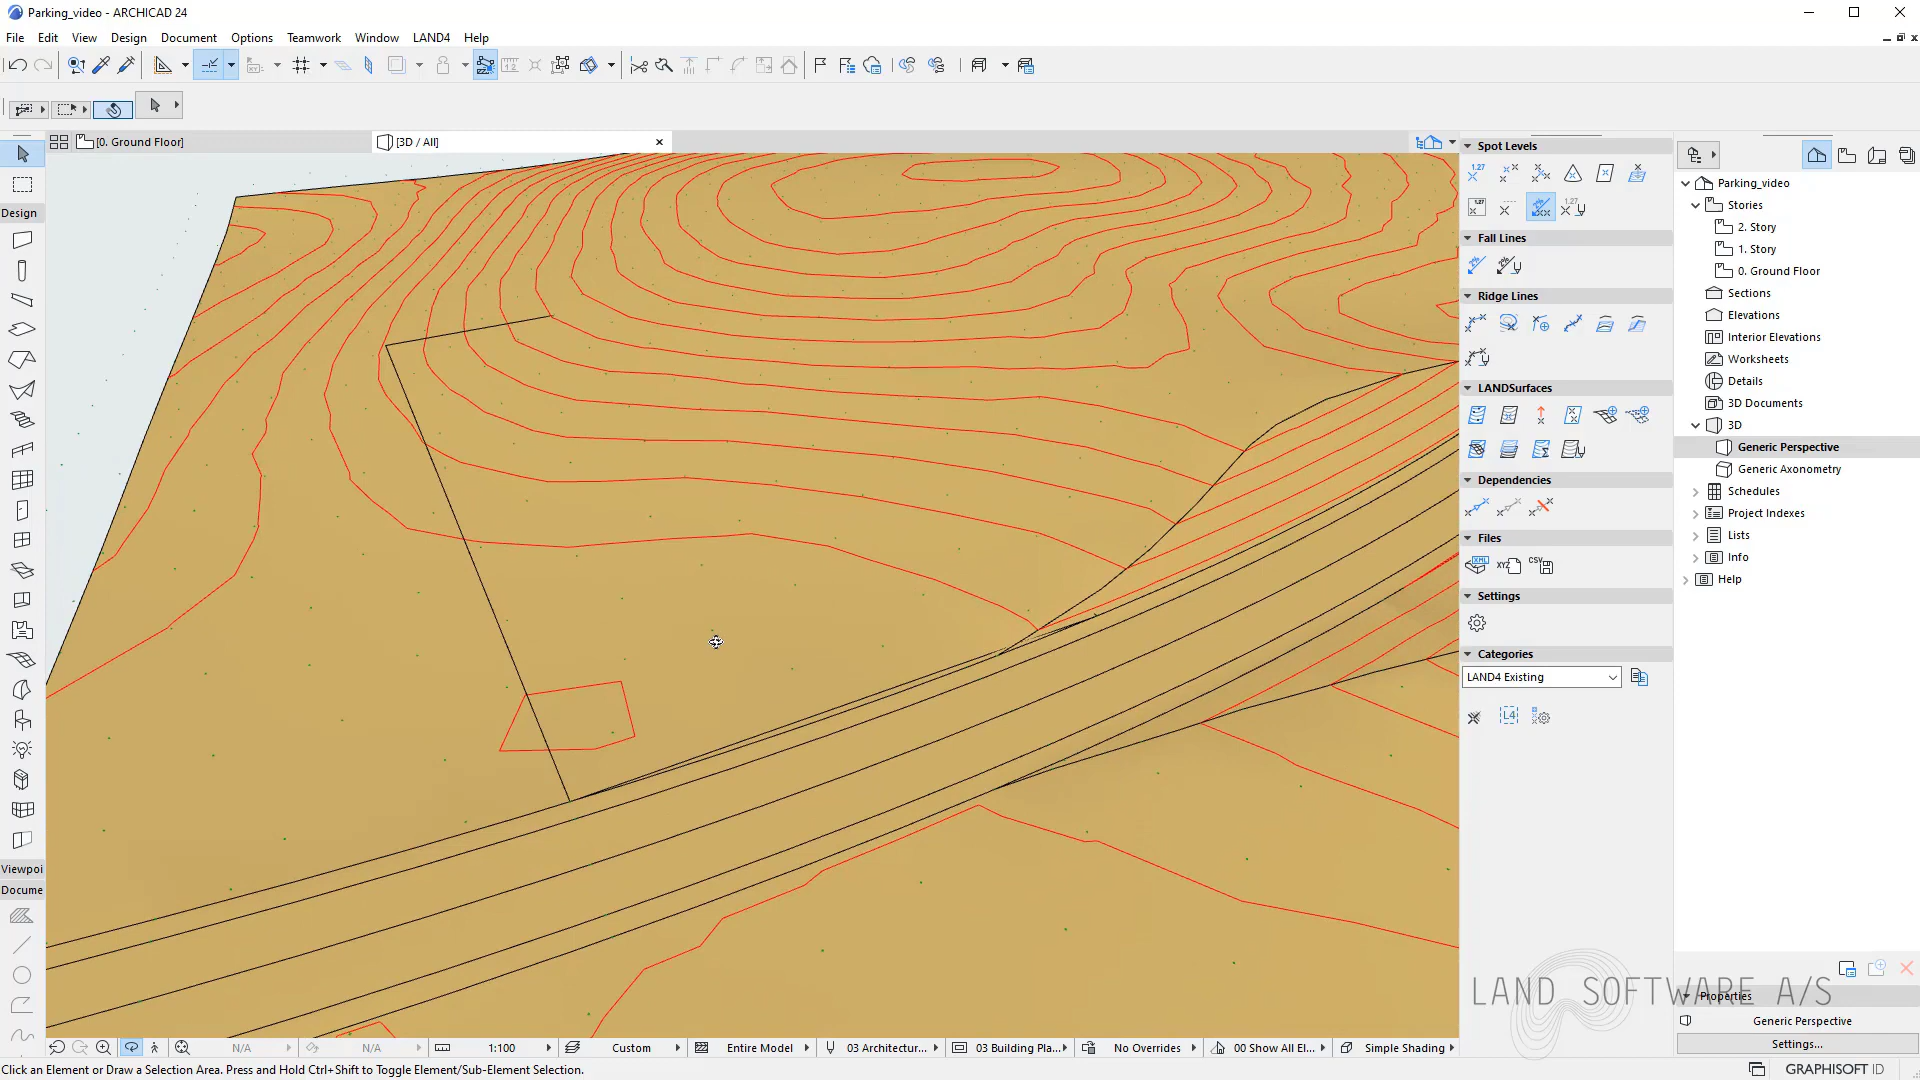 Parking_video - ARCHICAD 24
File Edit View Design Document Options Teamwork Window LAND4 Help
[0. Ground Floor]
[3D / All]
Design
Viewpoi
Docume
Spot Levels
Fall Lines
Ridge Lines
LANDSurfaces
Dependencies
Files
XML
XYZ
CSV
Settings
Categories
LAND4 Existing
L4
Parking_video
Stories
2. Story
1. Story
0. Ground Floor
Sections
Elevations
Interior Elevations
Worksheets
Details
3D Documents
3D
Generic Perspective
Generic Axonometry
Schedules
Project Indexes
Lists
Info
Help
LAND SOFTWARE A/S
Properties
Generic Perspective
Settings...
N/A N/A 1:100 Custom Entire Model 03 Architectur... 03 Building Pla... No Overrides 00 Show All El... Simple Shading
Click an Element or Draw a Selection Area. Press and Hold Ctrl+Shift to Toggle Element/Sub-Element Selection.
GRAPHISOFT ID